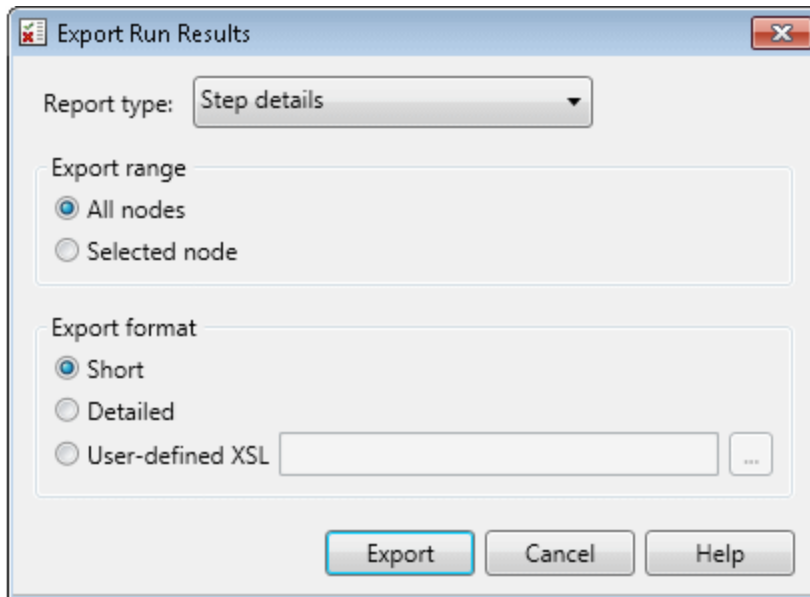 Export Run Results
Report type: Step details
Export range
All nodes
Selected node
Export format
Short
Detailed
User-defined XSL ...
Export Cancel Help